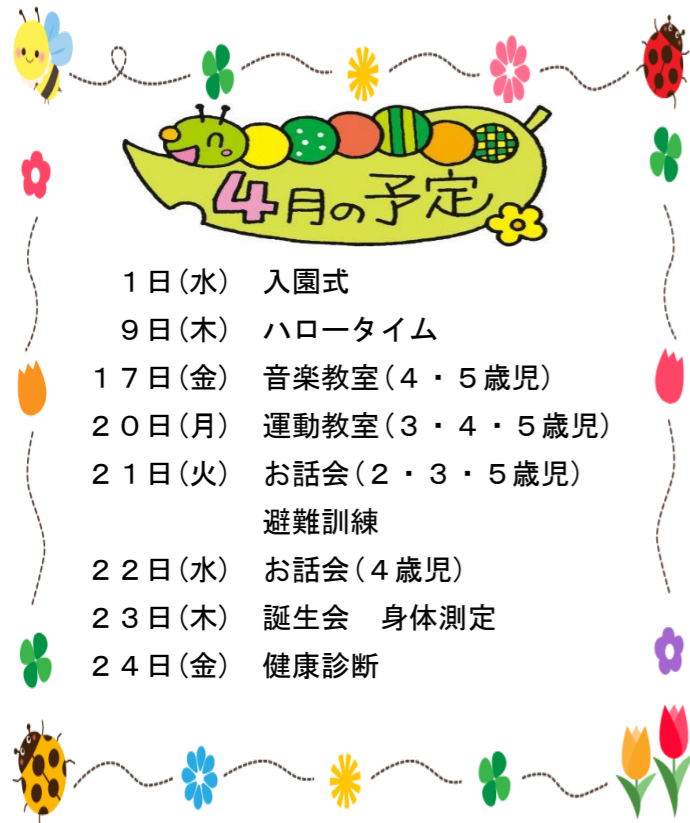 4月の予定
１日（水）　入園式
９日（木）　ハロータイム
１７日（金）　音楽教室（４・５歳児）
２０日（月）　運動教室（３・４・５歳児）
２１日（火）　お話会（２・３・５歳児）
避難訓練
２２日（水）　お話会（４歳児）
２３日（木）　誕生会　身体測定
２４日（金）　健康診断